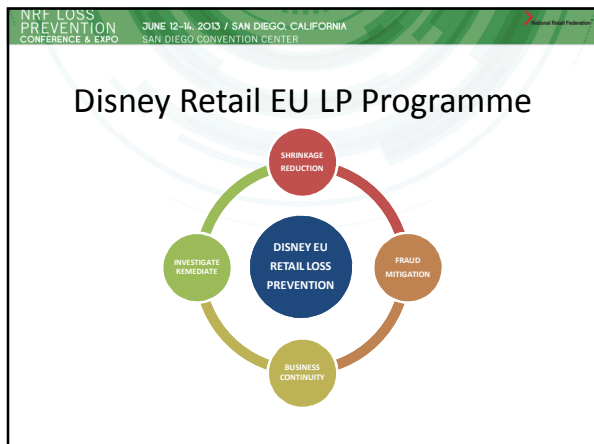 NRF LOSS
PREVENTION
CONFERENCE & EXPO
JUNE 12-14, 2013 / SAN DIEGO, CALIFORNIA
SAN DIEGO CONVENTION CENTER
National Retail Federation
Disney Retail EU LP Programme
SHRINKAGE
REDUCTION
DISNEY EU
RETAIL LOSS
PREVENTION
INVESTIGATE
REMEDIATE
FRAUD
MITIGATION
BUSINESS
CONTINUITY